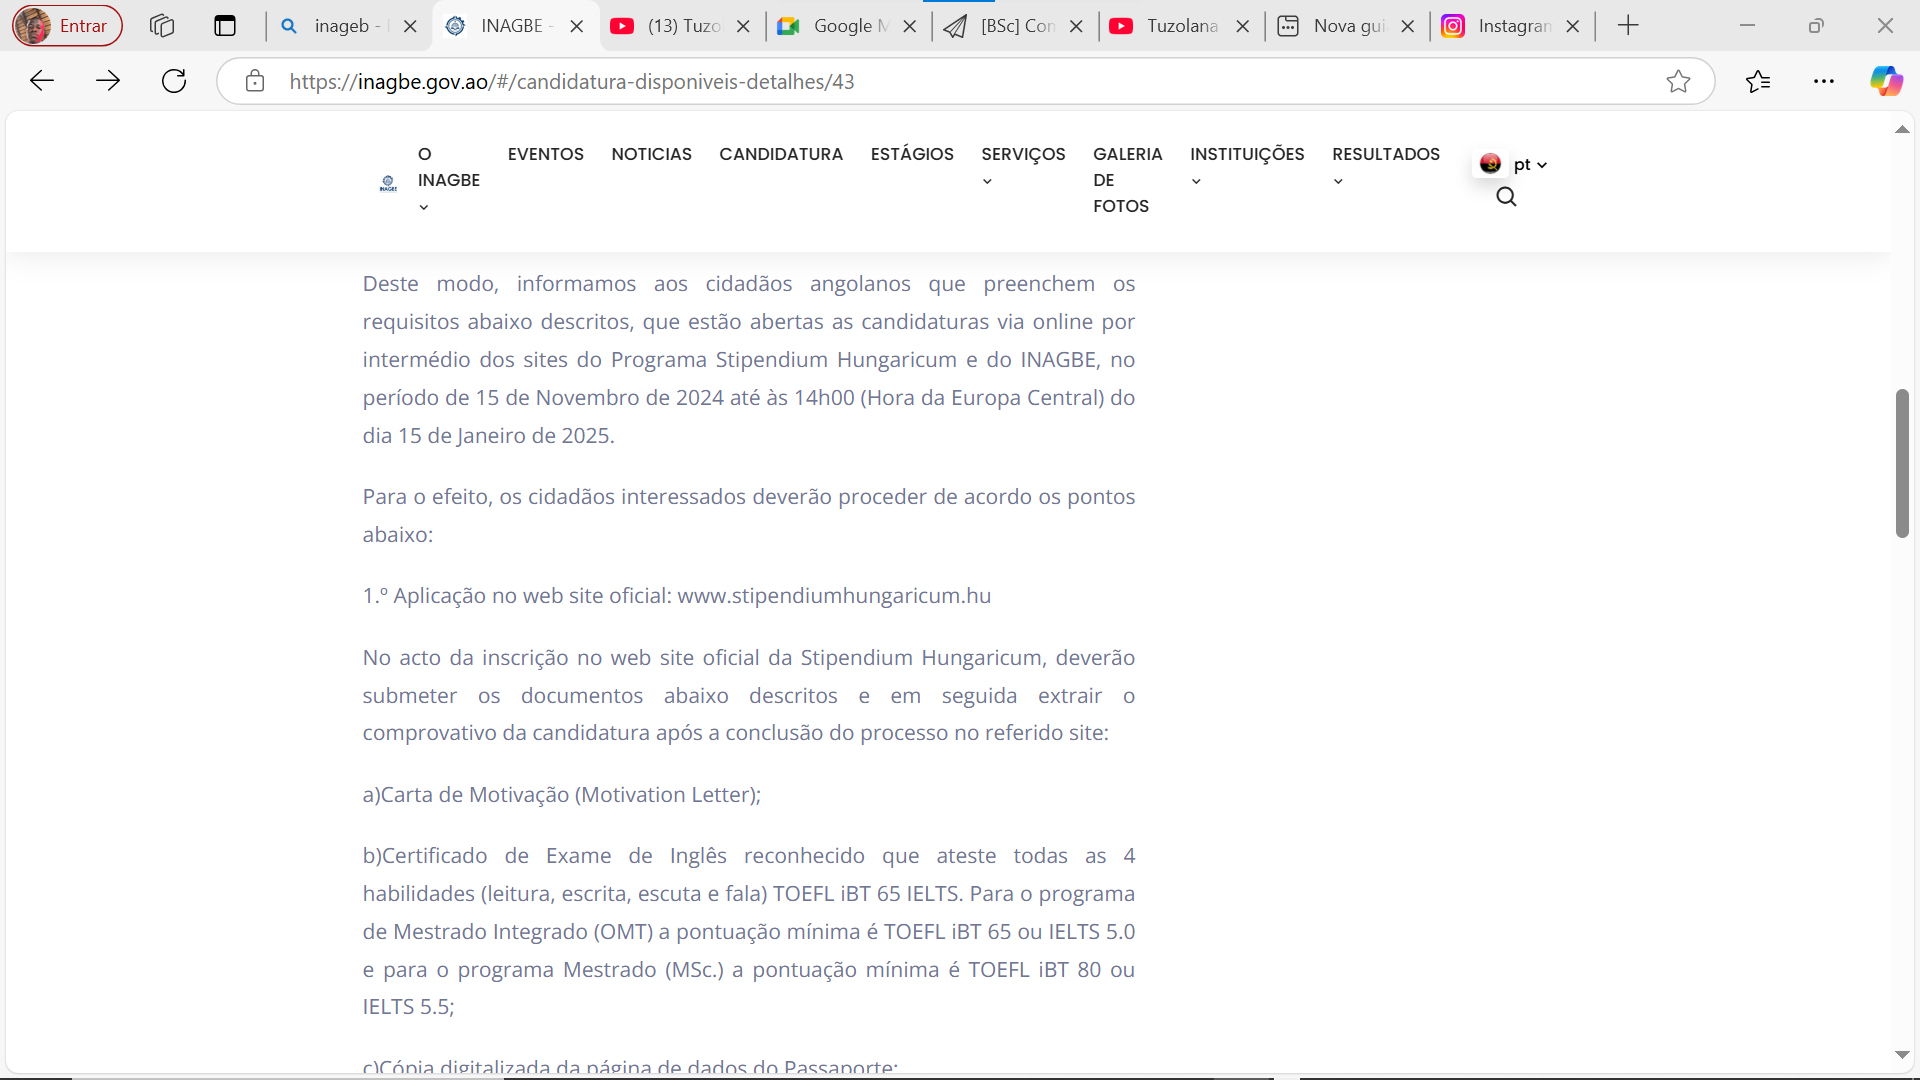 Entrar
inageb -
INAGBE -
(13) Tuzo
Google M
[BSc] Con
Tuzolana
Nova gui
Instagran
https://inagbe.gov.ao/#/candidatura-disponiveis-detalhes/43
O INAGBE
EVENTOS
NOTICIAS
CANDIDATURA
ESTÁGIOS
SERVIÇOS
GALERIA DE FOTOS
INSTITUIÇÕES
RESULTADOS
pt
INAGBE
Deste modo, informamos aos cidadãos angolanos que preenchem os
requisitos abaixo descritos, que estão abertas as candidaturas via online por
intermédio dos sites do Programa Stipendium Hungaricum e do INAGBE, no
período de 15 de Novembro de 2024 até às 14h00 (Hora da Europa Central) do
dia 15 de Janeiro de 2025.
Para o efeito, os cidadãos interessados deverão proceder de acordo os pontos
abaixo:
1.º Aplicação no web site oficial: www.stipendiumhungaricum.hu
No acto da inscrição no web site oficial da Stipendium Hungaricum, deverão
submeter os documentos abaixo descritos e em seguida extrair o
comprovativo da candidatura após a conclusão do processo no referido site:
a)Carta de Motivação (Motivation Letter);
b)Certificado de Exame de Inglês reconhecido que ateste todas as 4
habilidades (leitura, escrita, escuta e fala) TOEFL iBT 65 IELTS. Para o programa
de Mestrado Integrado (OMT) a pontuação mínima é TOEFL iBT 65 ou IELTS 5.0
e para o programa Mestrado (MSc.) a pontuação mínima é TOEFL iBT 80 ou
IELTS 5.5;
c)Cópia digitalizada da página de dados do Passaporte;